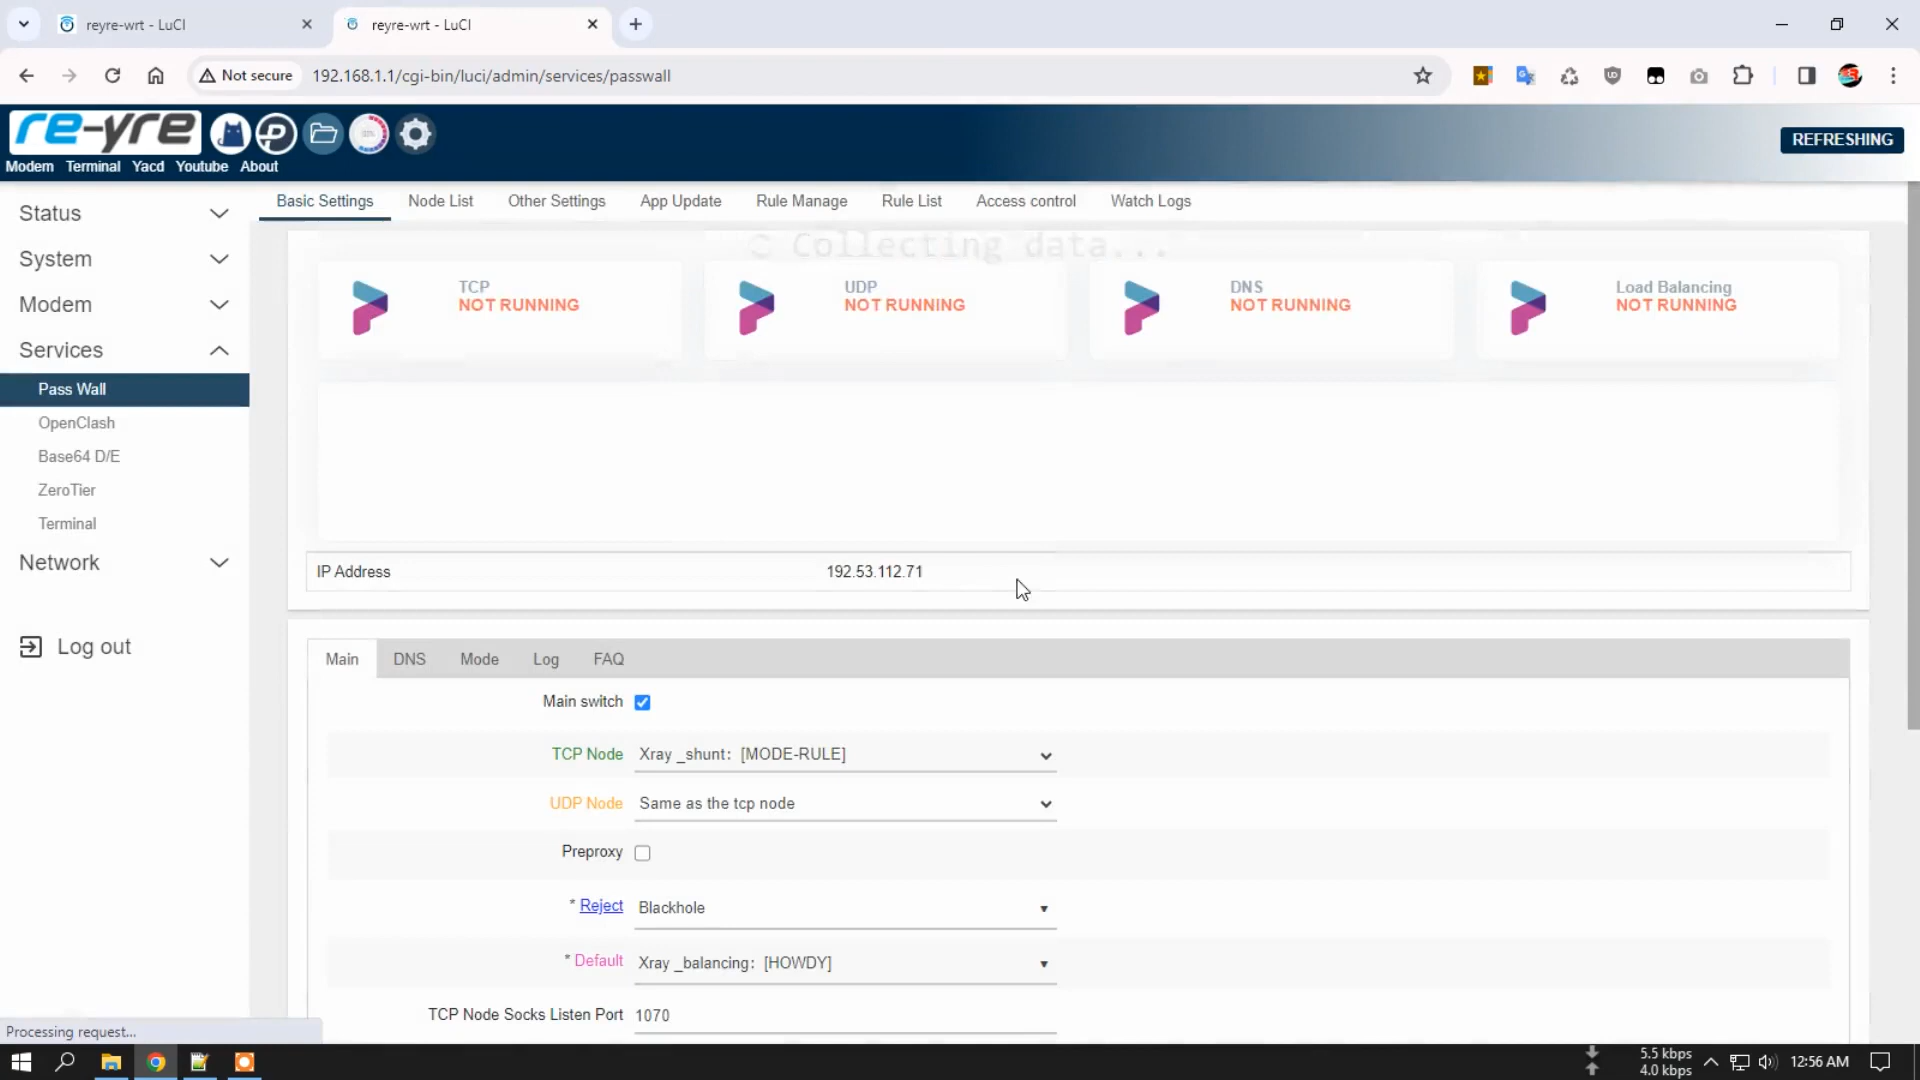 reyre-wrt - LuCI
reyre-wrt - LuCI
Not secure
192.168.1.1/cgi-bin/luci/admin/services/passwall
re-yre
REFRESHING
Modem Terminal Yacd Youtube About
Status
System
Modem
Services
Pass Wall
OpenClash
Base64 D/E
ZeroTier
Terminal
Network
Log out
Basic Settings
Node List
Other Settings
App Update
Rule Manage
Rule List
Access control
Watch Logs
Collecting data...
TCP
NOT RUNNING
UDP
NOT RUNNING
DNS
NOT RUNNING
Load Balancing
NOT RUNNING
IP Address 192.53.112.71
Main DNS Mode Log FAQ
Main switch
TCP Node Xray _shunt: [MODE-RULE]
UDP Node Same as the tcp node
Preproxy
* Reject Blackhole
* Default Xray _balancing: [HOWDY]
TCP Node Socks Listen Port 1070
Processing request...
5.5 kbps
4.0 kbps
12:56 AM